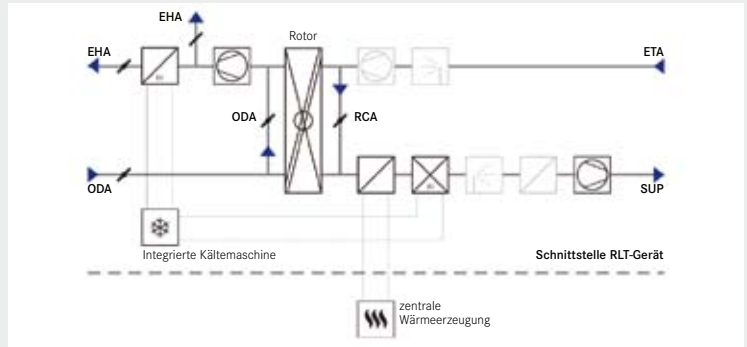 EHA
Rotor
EHA
ETA
ODA
RCA
ODA
SUP
Integrierte Kältemaschine
Schnittstelle RLT-Gerät
zentrale
Wärmeerzeugung